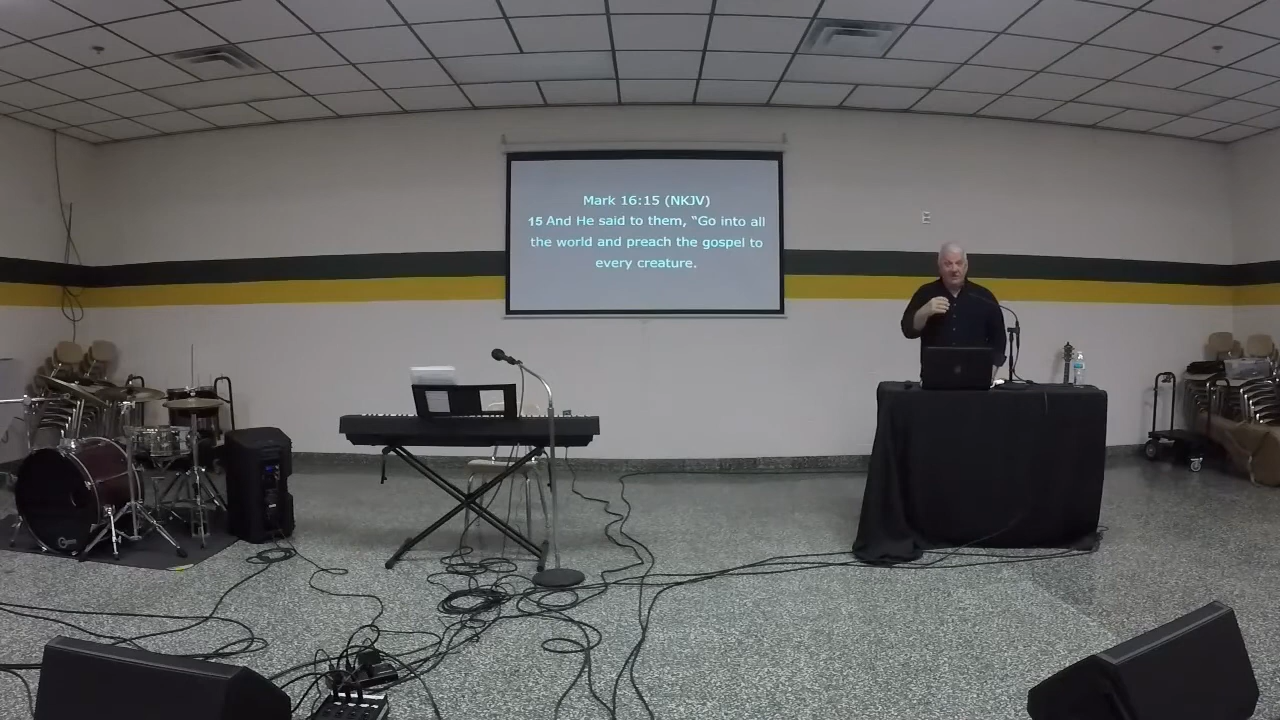 Mark 16:15 (NKJV)
15 And He said to them, “Go into all
the world and preach the gospel to
every creature.